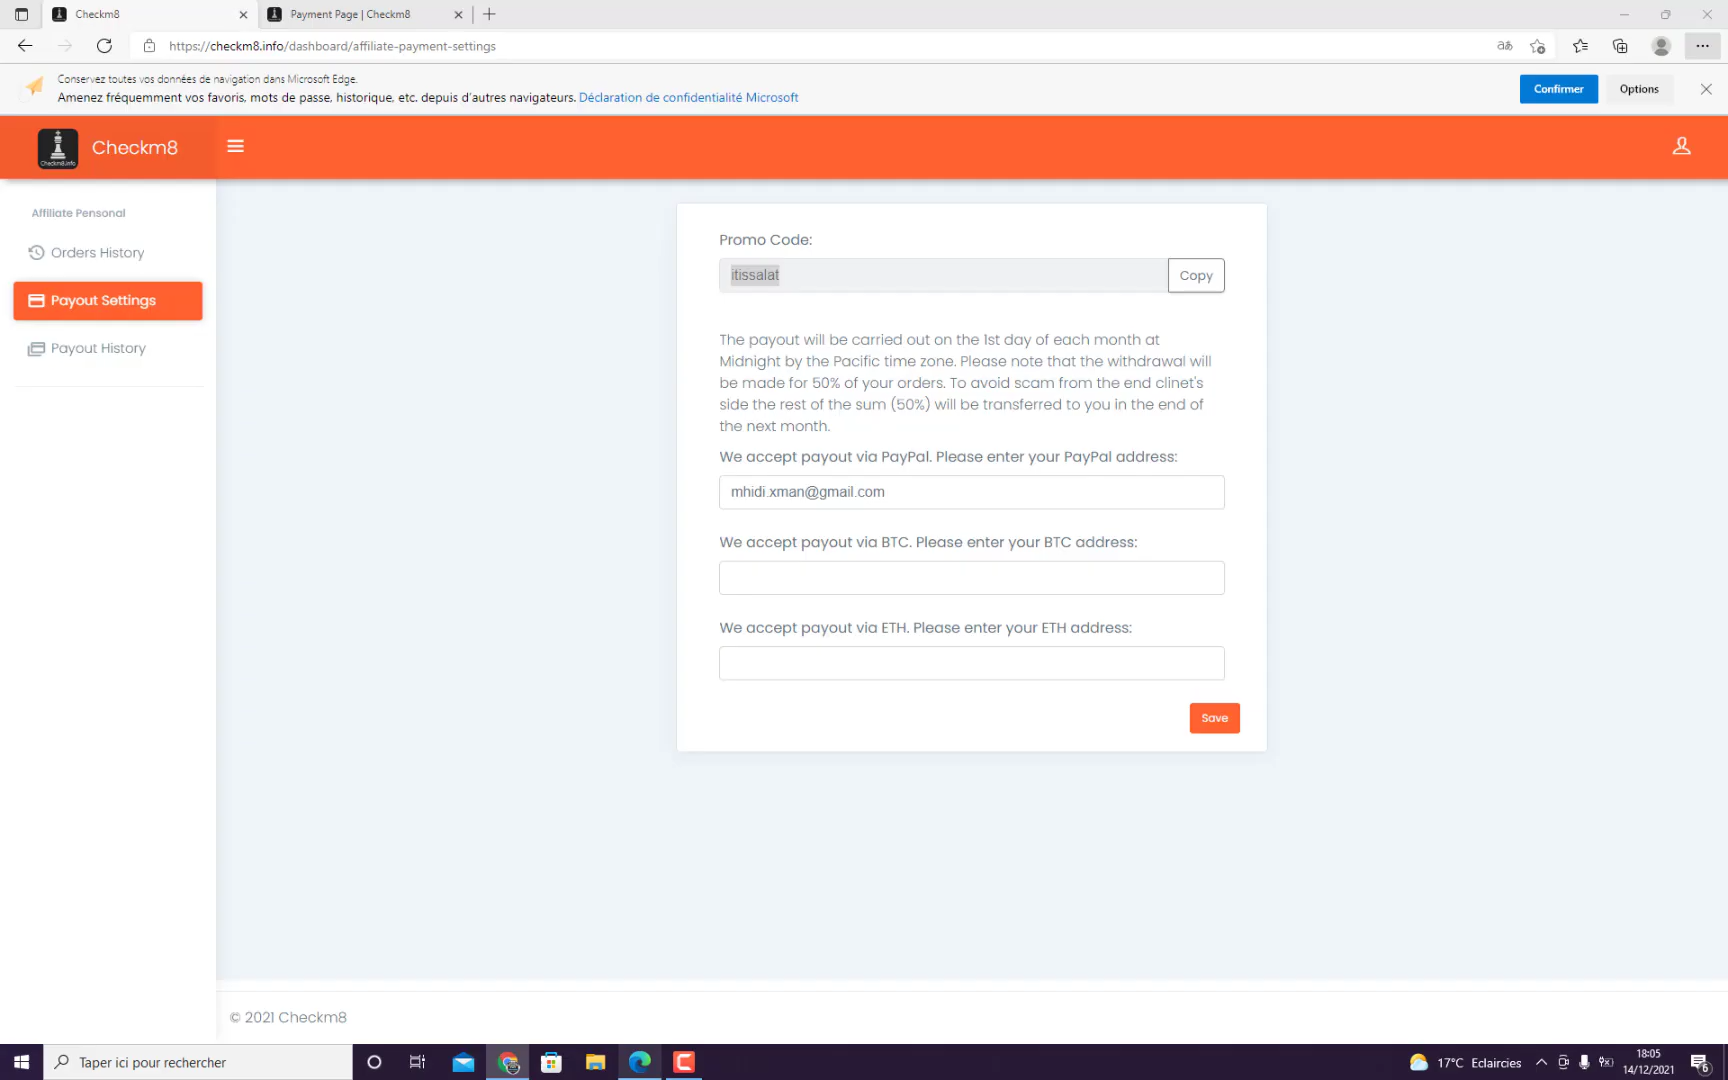 Checkm8
Payment Page | Checkm8
https://checkm8.info/dashboard/affiliate-payment-settings
Conservez toutes vos données de navigation dans Microsoft Edge.
Amenez fréquemment vos favoris, mots de passe, historique, etc. depuis d'autres navigateurs. Déclaration de confidentialité Microsoft
Confirmer
Options
Checkm8.info
Checkm8
Affiliate Personal
Orders History
Payout Settings
Payout History
Promo Code:
itissalat
Copy
The payout will be carried out on the 1st day of each month at
Midnight by the Pacific time zone. Please note that the withdrawal will
be made for 50% of your orders. To avoid scam from the end clinet's
side the rest of the sum (50%) will be transferred to you in the end of
the next month.
We accept payout via PayPal. Please enter your PayPal address:
mhidi.xman@gmail.com
We accept payout via BTC. Please enter your BTC address:
We accept payout via ETH. Please enter your ETH address:
Save
© 2021 Checkm8
Taper ici pour rechercher
17°C Eclaircies
18:05
14/12/2021
6